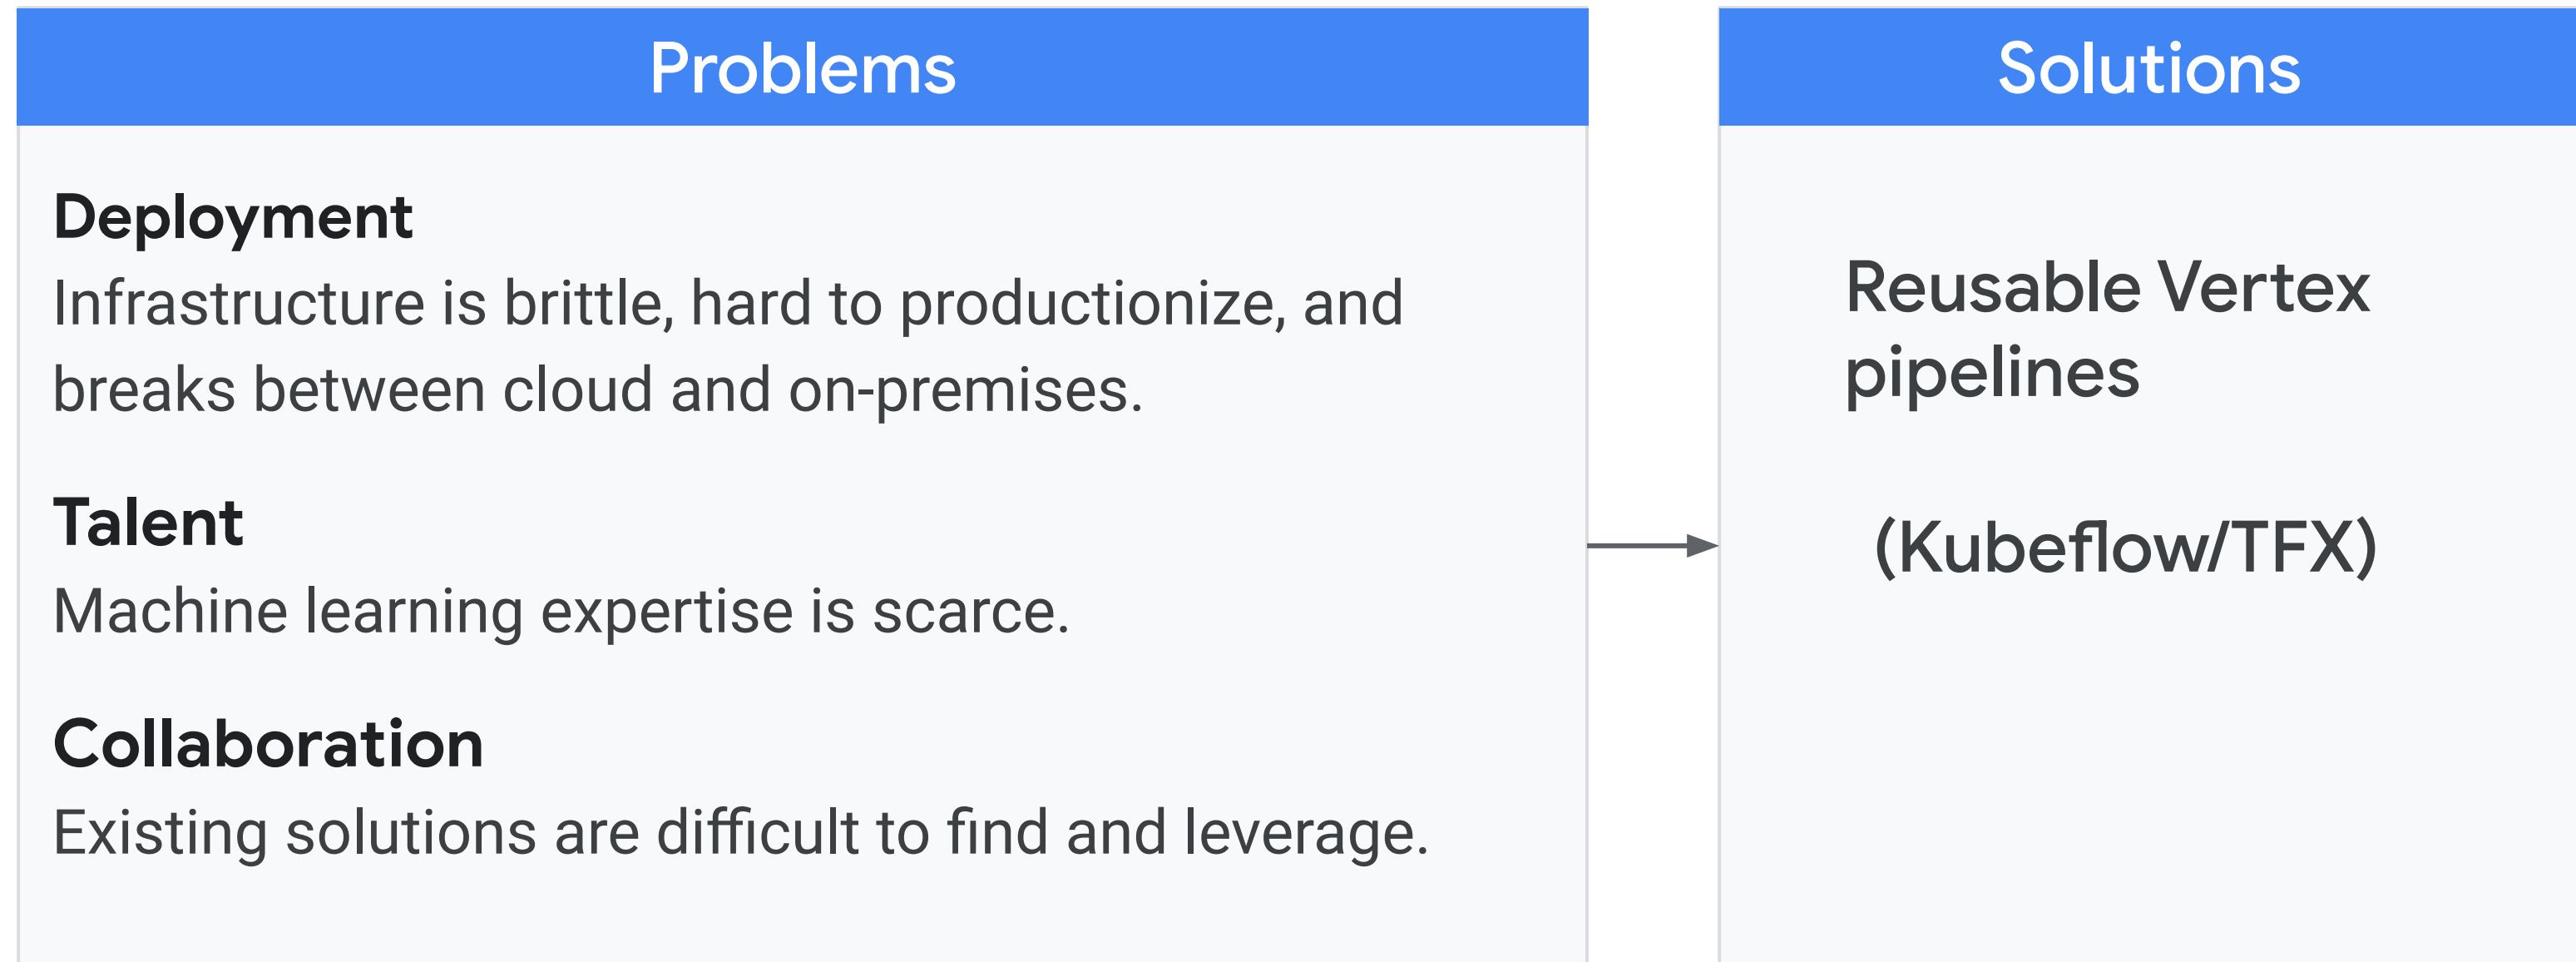 Problems
Deployment
Infrastructure is brittle, hard to productionize, and
breaks between cloud and on-premises.
Talent
Machine learning expertise is scarce.
Collaboration
Existing solutions are difficult to find and leverage.
Solutions
Reusable Vertex
pipelines
(Kubeflow/TFX)